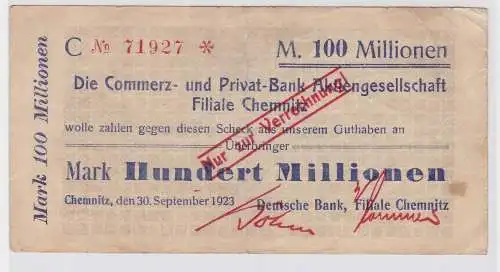 Mark 100 Millionen
C № 71927 *
M. 100 Millionen
Die Commerz- und Privat-Bank Aktiengesellschaft
Filiale Chemnitz
Nur zur Verrechnung
wolle zahlen gegen diesen Scheck aus unserem Guthaben an
Überbringer
Mark Hundert Millionen
Chemnitz, den 30. September 1923
Deutsche Bank, Filiale Chemnitz